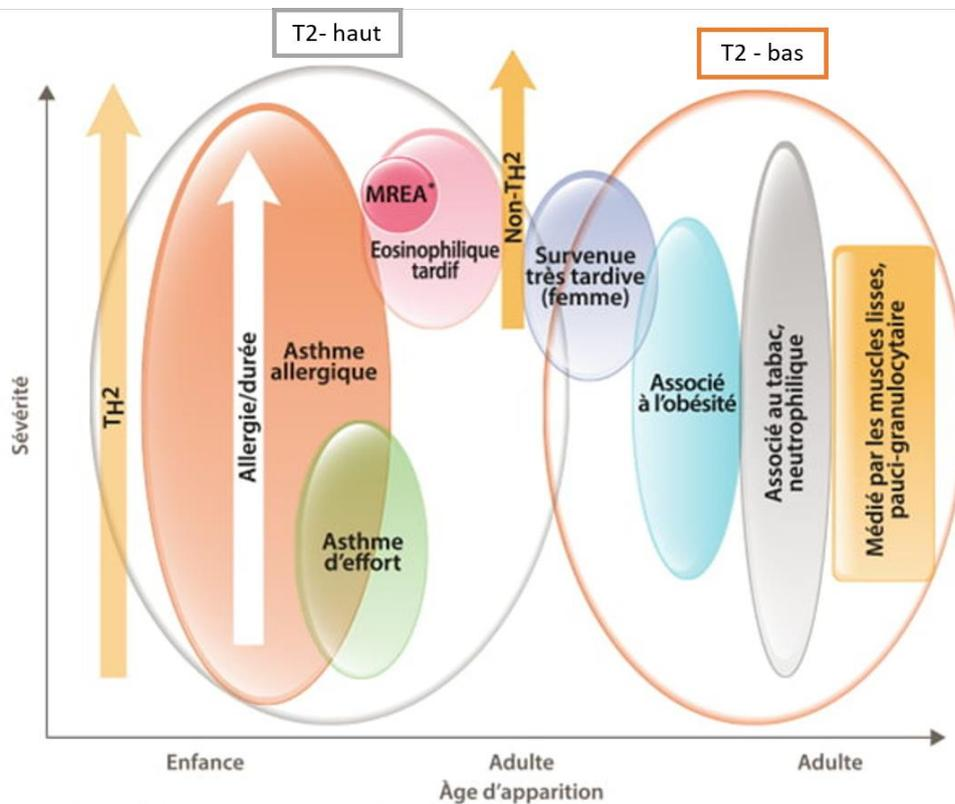 T2- haut
T2 - bas
Sévérité
TH2
Allergie/durée
Asthme
allergique
Asthme
d'effort
MREA*
Eosinophilique
tardif
Non-TH2
Survenue
très tardive
(femme)
Associé
à l'obésité
Associé au tabac,
neutrophilique
Médié par les muscles lisses,
pauci-granulocytaire
Enfance
Adulte
Adulte
Àge d'apparition